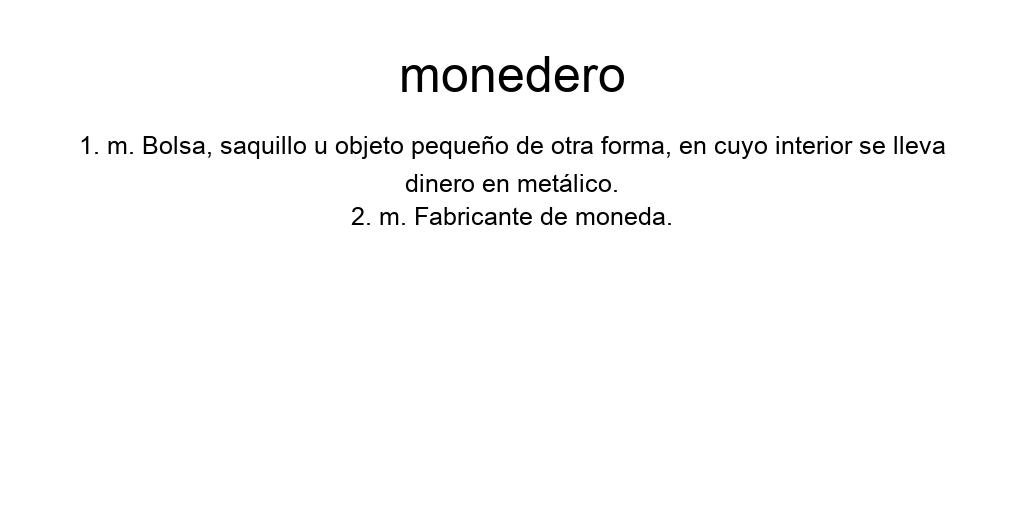 monedero
1. m. Bolsa, saquillo u objeto pequeño de otra forma, en cuyo interior se lleva
dinero en metálico.
2. m. Fabricante de moneda.